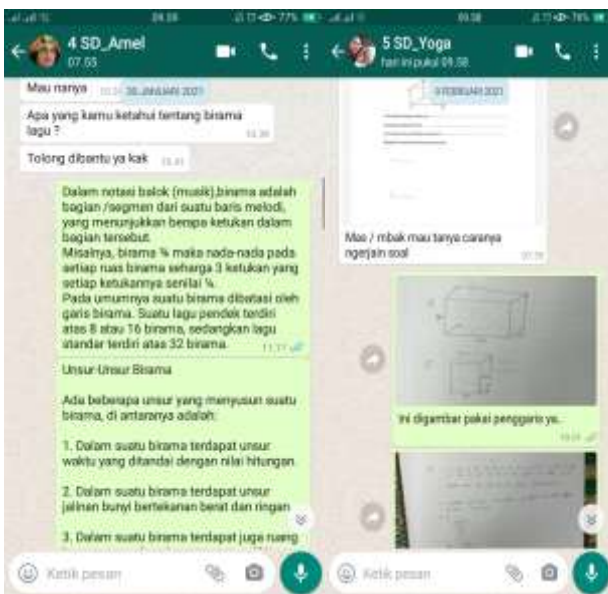 09.58
77%
4 SD_Amel
07.55
Mau nanya
30 JANUARI 2021
Apa yang kamu ketahui tentang birama
lagu ?
Tolong dibantu ya kak
Dalam notasi balok (musik),birama adalah
bagian /segmen dari suatu baris melodi,
yang menunjukkan berapa ketukan dalam
bagian tersebut.
Misalnya, birama ¾ maka nada-nada pada
setiap ruas birama seharga 3 ketukan yang
setiap ketukannya senilai ¼.
Pada umumnya suatu birama dibatasi oleh
garis birama. Suatu lagu pendek terdiri
atas 8 atau 16 birama, sedangkan lagu
standar terdiri atas 32 birama.
Unsur-Unsur Birama
Ada beberapa unsur yang menyusun suatu
birama, di antaranya adalah:
1. Dalam suatu birama terdapat unsur
waktu yang ditandai dengan nilai hitungan.
2. Dalam suatu birama terdapat unsur
jalinan bunyi bertekanan berat dan ringan
3. Dalam suatu birama terdapat juga ruang
Ketik pesan
09.58
76%
5 SD_Yoga
hari ini pukul 09.58
9 FEBRUARI 2021
Mas / mbak mau tanya caranya
ngerjain soal
Ini digambar pakai penggaris ya..
Ketik pesan